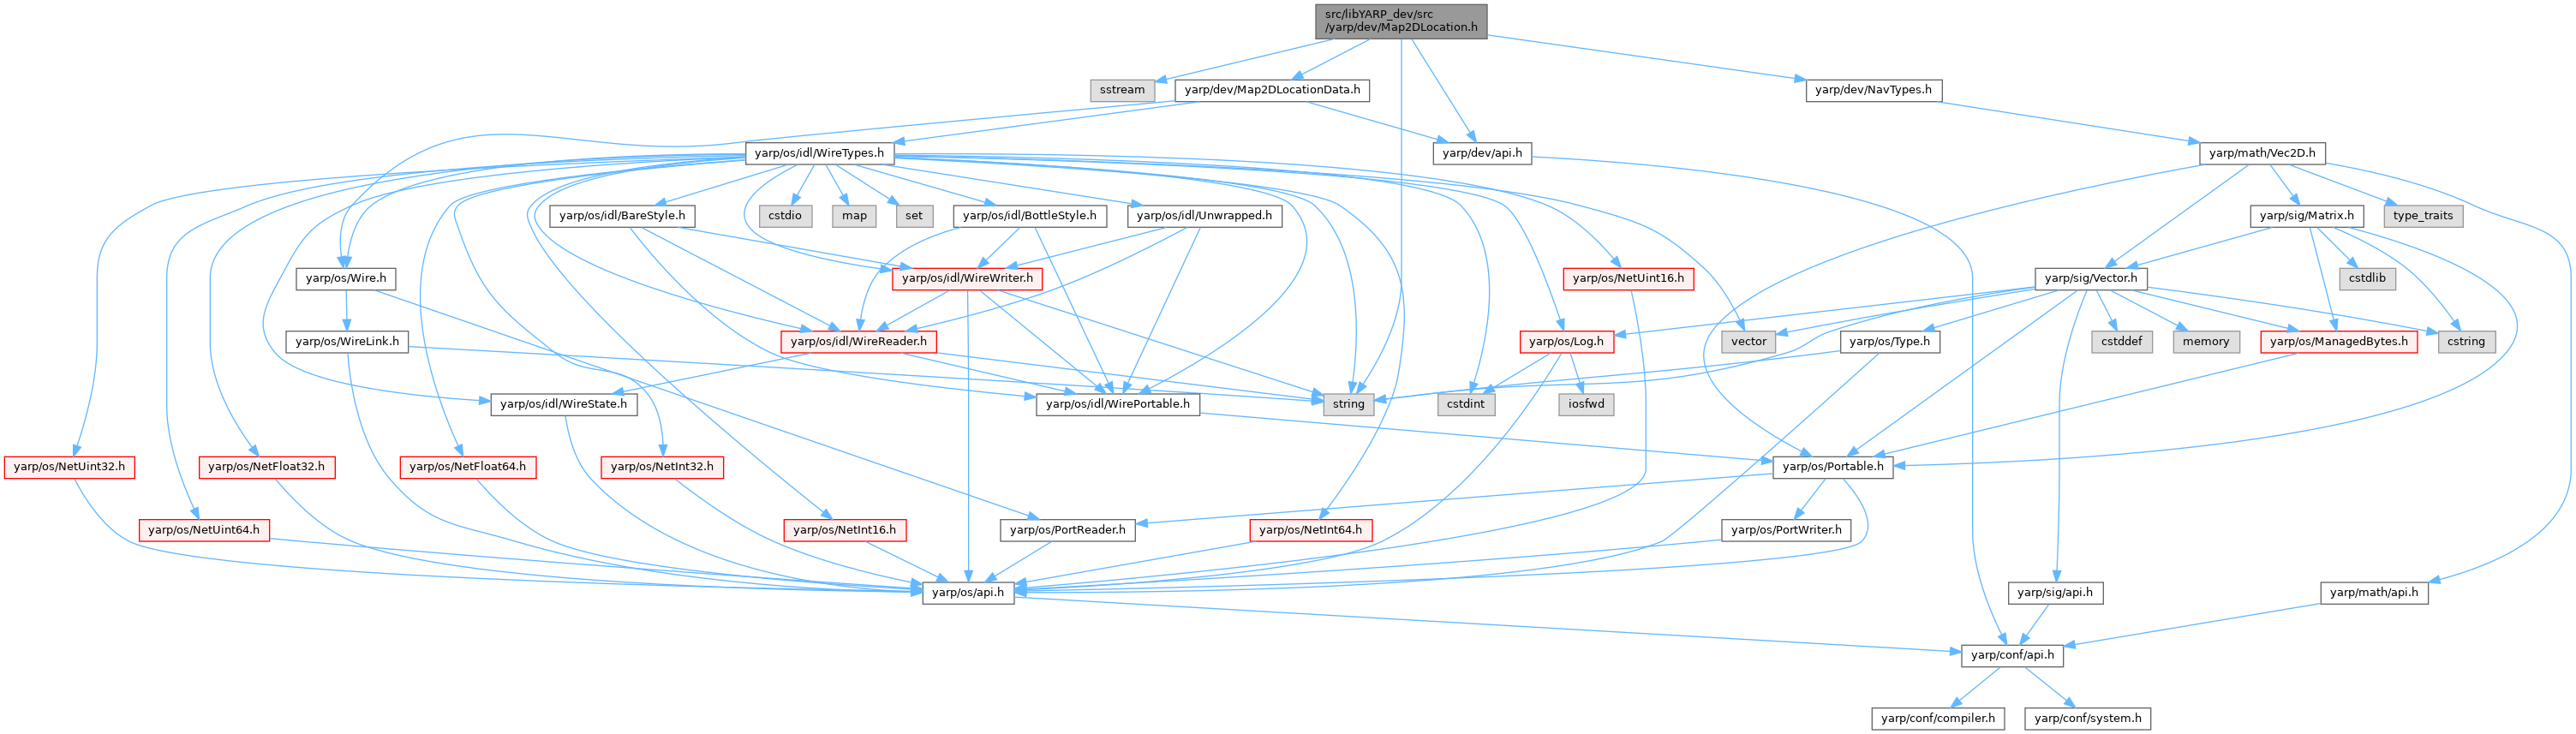 src/libYARP_dev/src
/yarp/dev/Map2DLocation.h
sstream
yarp/dev/Map2DLocationData.h
yarp/dev/NavTypes.h
yarp/os/idl/WireTypes.h
yarp/dev/api.h
yarp/math/Vec2D.h
yarp/os/idl/BareStyle.h
cstdio
map
set
yarp/os/idl/BottleStyle.h
yarp/os/idl/Unwrapped.h
yarp/sig/Matrix.h
type_traits
yarp/os/Wire.h
yarp/os/idl/WireWriter.h
yarp/os/NetUint16.h
yarp/sig/Vector.h
cstdlib
yarp/os/WireLink.h
yarp/os/idl/WireReader.h
yarp/os/Log.h
vector
yarp/os/Type.h
cstddef
memory
yarp/os/ManagedBytes.h
cstring
yarp/os/idl/WireState.h
yarp/os/idl/WirePortable.h
string
cstdint
iosfwd
yarp/os/NetUint32.h
yarp/os/NetFloat32.h
yarp/os/NetFloat64.h
yarp/os/NetInt32.h
yarp/os/Portable.h
yarp/os/NetUint64.h
yarp/os/NetInt16.h
yarp/os/PortReader.h
yarp/os/NetInt64.h
yarp/os/PortWriter.h
yarp/os/api.h
yarp/sig/api.h
yarp/math/api.h
yarp/conf/api.h
yarp/conf/compiler.h
yarp/conf/system.h